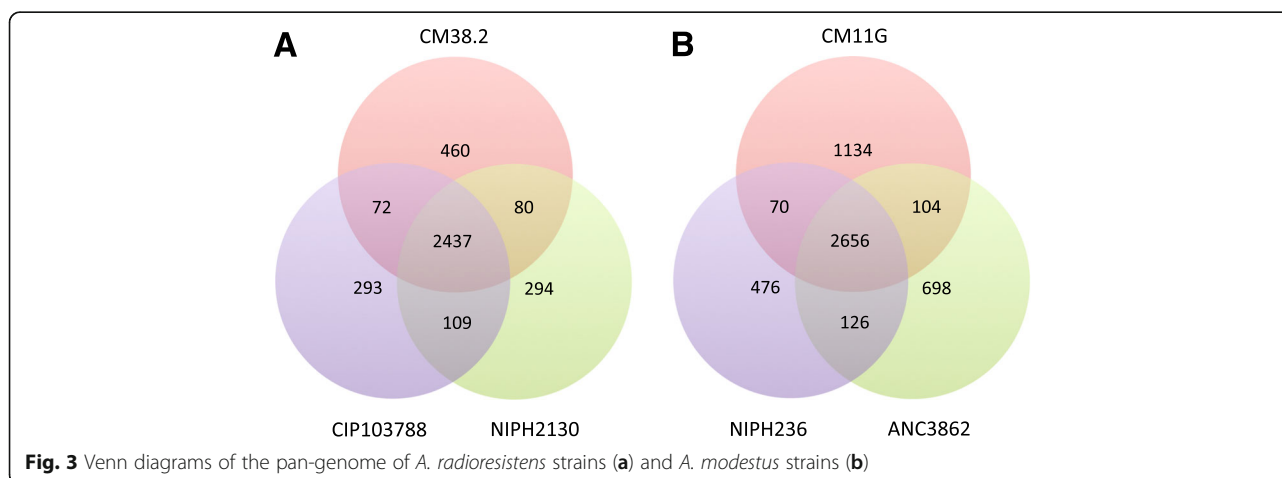 A
CM38.2
460
72
80
2437
293
294
109
CIP103788
NIPH2130
B
CM11G
1134
70
104
2656
476
698
126
NIPH236
ANC3862
Fig. 3 Venn diagrams of the pan-genome of A. radioresistens strains (a) and A. modestus strains (b)